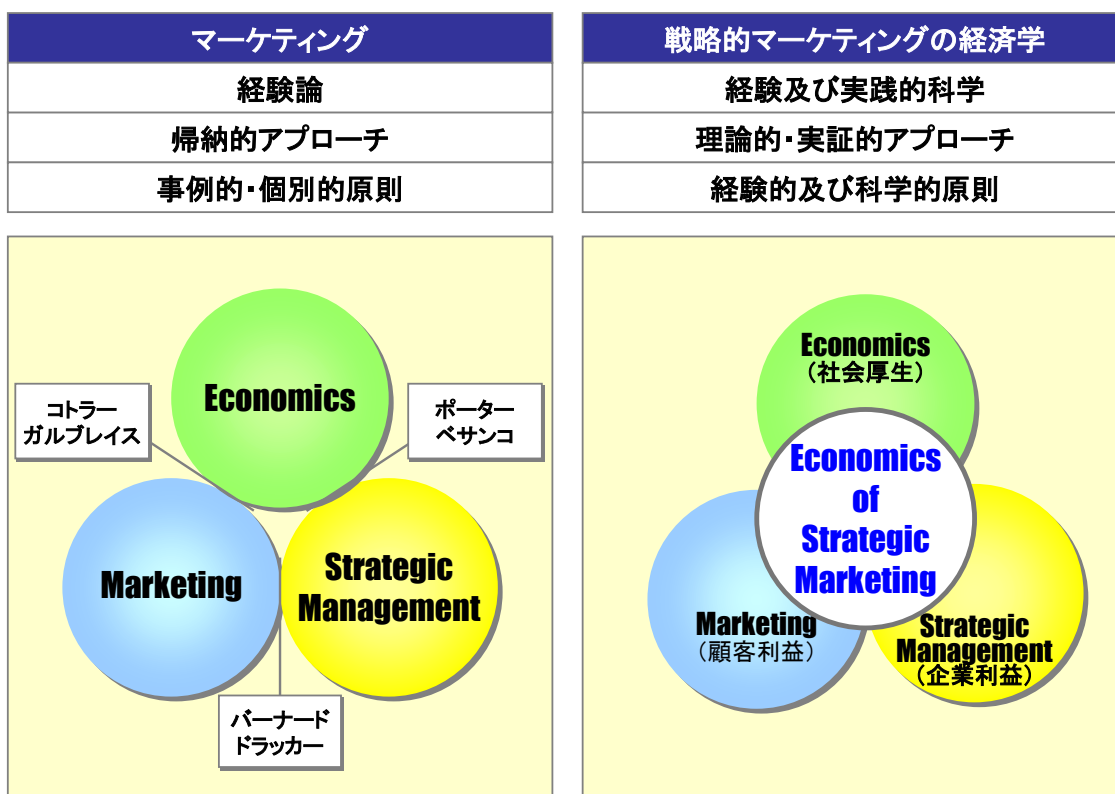 マーケティング
経験論
帰納的アプローチ
事例的・個別的原則
Economics
コトラー
ガルブレイス
ポーター
ベサンコ
Marketing
Strategic
Management
バーナード
ドラッカー
戦略的マーケティングの経済学
経験及び実践的科学
理論的・実証的アプローチ
経験的及び科学的原則
Economics
（社会厚生）
Economics
of
Strategic
Marketing
Marketing
（顧客利益）
Strategic
Management
（企業利益）